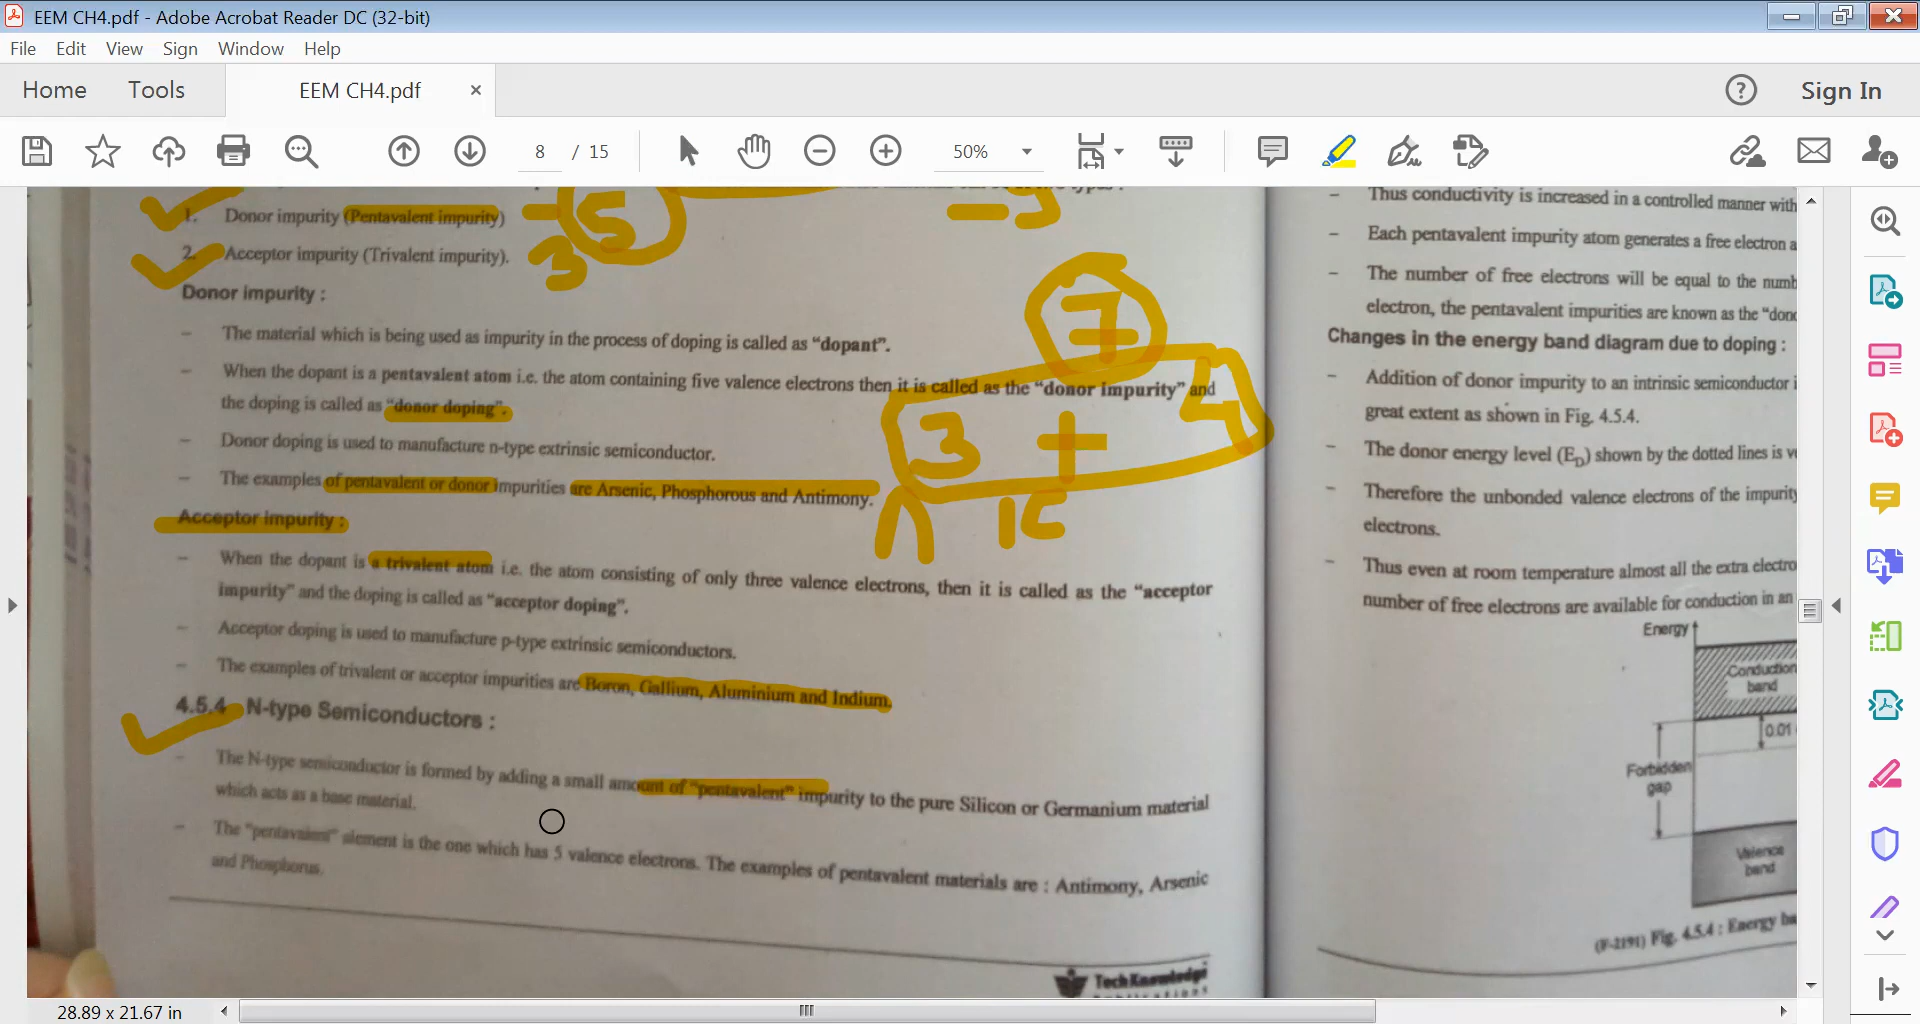 EEM CH4.pdf - Adobe Acrobat Reader DC (32-bit)
File Edit View Sign Window Help
Home Tools EEM CH4.pdf × ? Sign In
8 / 15 50%
1. Donor impurity (Pentavalent impurity) - 5
2. Acceptor impurity (Trivalent impurity). 3
Donor impurity :
– The material which is being used as impurity in the process of doping is called as “dopant”.
7
– When the dopant is a pentavalent atom i.e. the atom containing five valence electrons then it is called as the “donor impurity” and
the doping is called as “donor doping”.
3 + 4
– Donor doping is used to manufacture n-type extrinsic semiconductor.
– The examples of pentavalent or donor impurities are Arsenic, Phosphorous and Antimony.
Acceptor impurity :
– When the dopant is a trivalent atom i.e. the atom consisting of only three valence electrons, then it is called as the “acceptor
impurity” and the doping is called as “acceptor doping”.
– Acceptor doping is used to manufacture p-type extrinsic semiconductors.
– The examples of trivalent or acceptor impurities are Boron, Gallium, Aluminium and Indium.
4.5.4 N-type Semiconductors :
– The N-type semiconductor is formed by adding a small amount of “pentavalent” impurity to the pure Silicon or Germanium material
which acts as a base material.
– The “pentavalent” element is the one which has 5 valence electrons. The examples of pentavalent materials are : Antimony, Arsenic
and Phosphorus.
TechKnowledge
Publications
– Thus conductivity is increased in a controlled manner with
– Each pentavalent impurity atom generates a free electron a
– The number of free electrons will be equal to the numb
electron, the pentavalent impurities are known as the “dono
Changes in the energy band diagram due to doping :
– Addition of donor impurity to an intrinsic semiconductor i
great extent as shown in Fig. 4.5.4.
– The donor energy level (ED) shown by the dotted lines is v
– Therefore the unbonded valence electrons of the impurity
electrons.
– Thus even at room temperature almost all the extra electro
number of free electrons are available for conduction in an
Energy
Conduction
band
0.01
Forbidden
gap
Valence
band
(F-2191) Fig. 4.5.4 : Energy ba
28.89 x 21.67 in